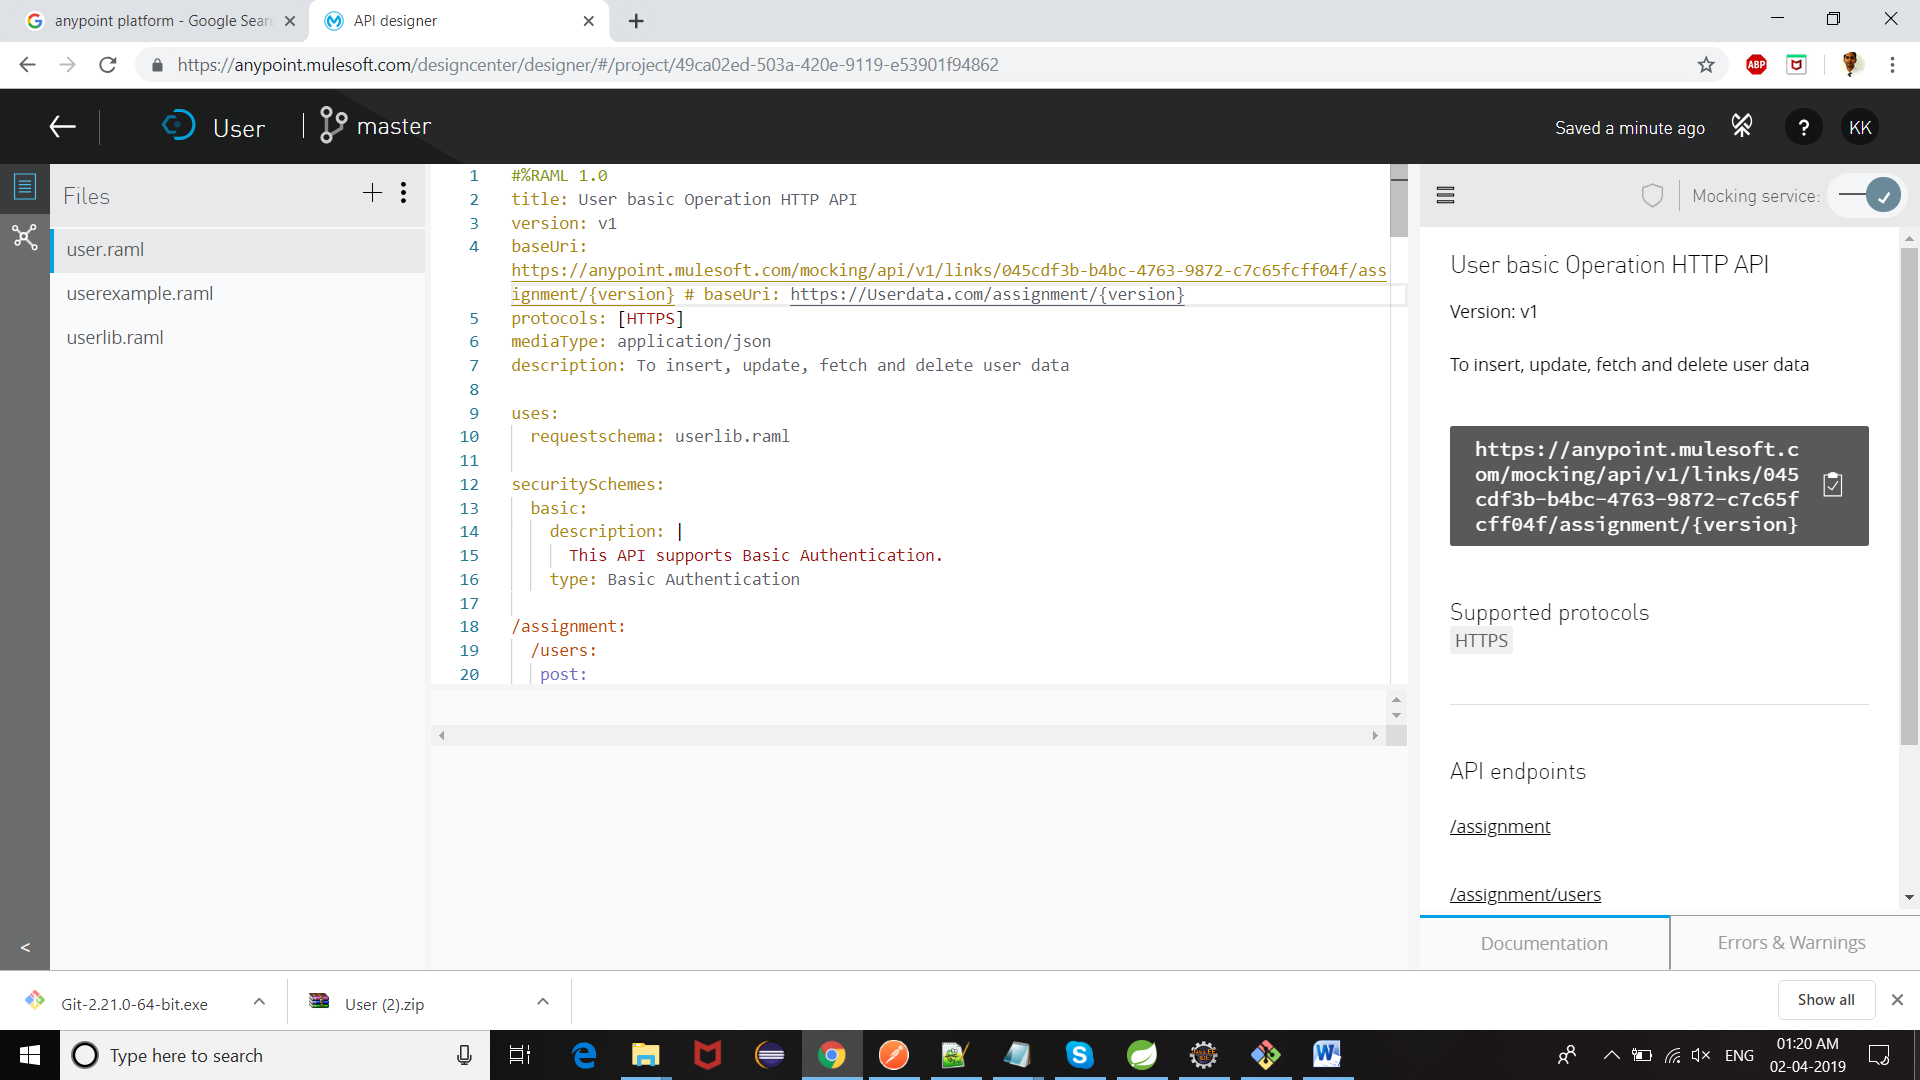 anypoint platform - Google Sear
API designer
https://anypoint.mulesoft.com/designcenter/designer/#/project/49ca02ed-503a-420e-9119-e53901f94862
ABP
User
master
Saved a minute ago
?
KK
Files
user.raml
userexample.raml
userlib.raml
1 #%RAML 1.0
2 title: User basic Operation HTTP API
3 version: v1
4 baseUri:
https://anypoint.mulesoft.com/mocking/api/v1/links/045cdf3b-b4bc-4763-9872-c7c65fcff04f/ass
ignment/{version} # baseUri: https://Userdata.com/assignment/{version}
5 protocols: [HTTPS]
6 mediaType: application/json
7 description: To insert, update, fetch and delete user data
8
9 uses:
10 requestschema: userlib.raml
11
12 securitySchemes:
13 basic:
14 description: |
15 This API supports Basic Authentication.
16 type: Basic Authentication
17
18 /assignment:
19 /users:
20 post:
Mocking service:
User basic Operation HTTP API
Version: v1
To insert, update, fetch and delete user data
https://anypoint.mulesoft.c
om/mocking/api/v1/links/045
cdf3b-b4bc-4763-9872-c7c65f
cff04f/assignment/{version}
Supported protocols
HTTPS
API endpoints
/assignment
/assignment/users
Documentation
Errors & Warnings
<
Git-2.21.0-64-bit.exe
User (2).zip
Show all
Type here to search
ENG
01:20 AM
02-04-2019